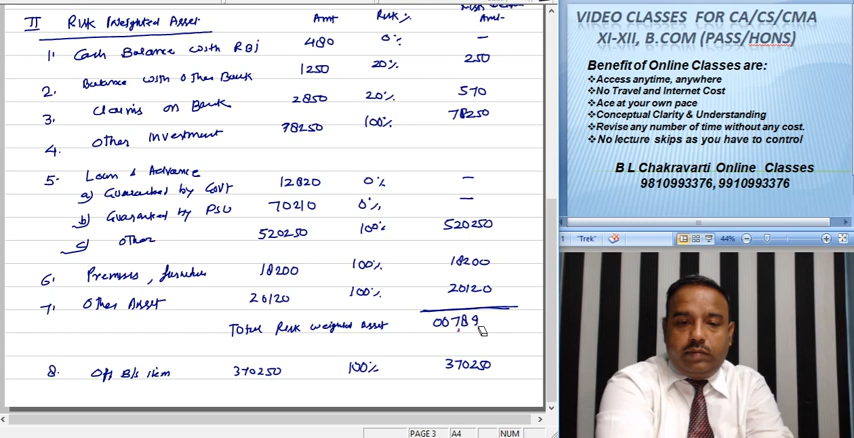 II Risk Weighted Asset Amt Risk % Amt
1. Cash Balance with RBI 480 0% —
2. Balance with Other Bank 1250 20% 250
3. Claims on Bank 2850 20% 570
4. Other Investment 78250 100% 78250
5- Loan & Advance
a) Guaranteed by Govt 12820 0% —
b) Guaranteed by PSU 70210 0% —
c) Other 520250 100% 520250
6. Premises, furniture 18200 100% 18200
7. Other Asset 20120 100% 20120
Total Risk weighted asset 00789
8. Off B/S item 370250 100% 370250
PAGE 3 A4 NUM
VIDEO CLASSES FOR CA/CS/CMA
XI-XII, B.COM (PASS/HONS)
Benefit of Online Classes are:
❖Access anytime, anywhere
❖No Travel and Internet Cost
❖Ace at your own pace
❖Conceptual Clarity & Understanding
❖Revise any number of time without any cost.
❖No lecture skips as you have to control
B L Chakravarti Online Classes
9810993376, 9910993376
1 "Trek" 44%